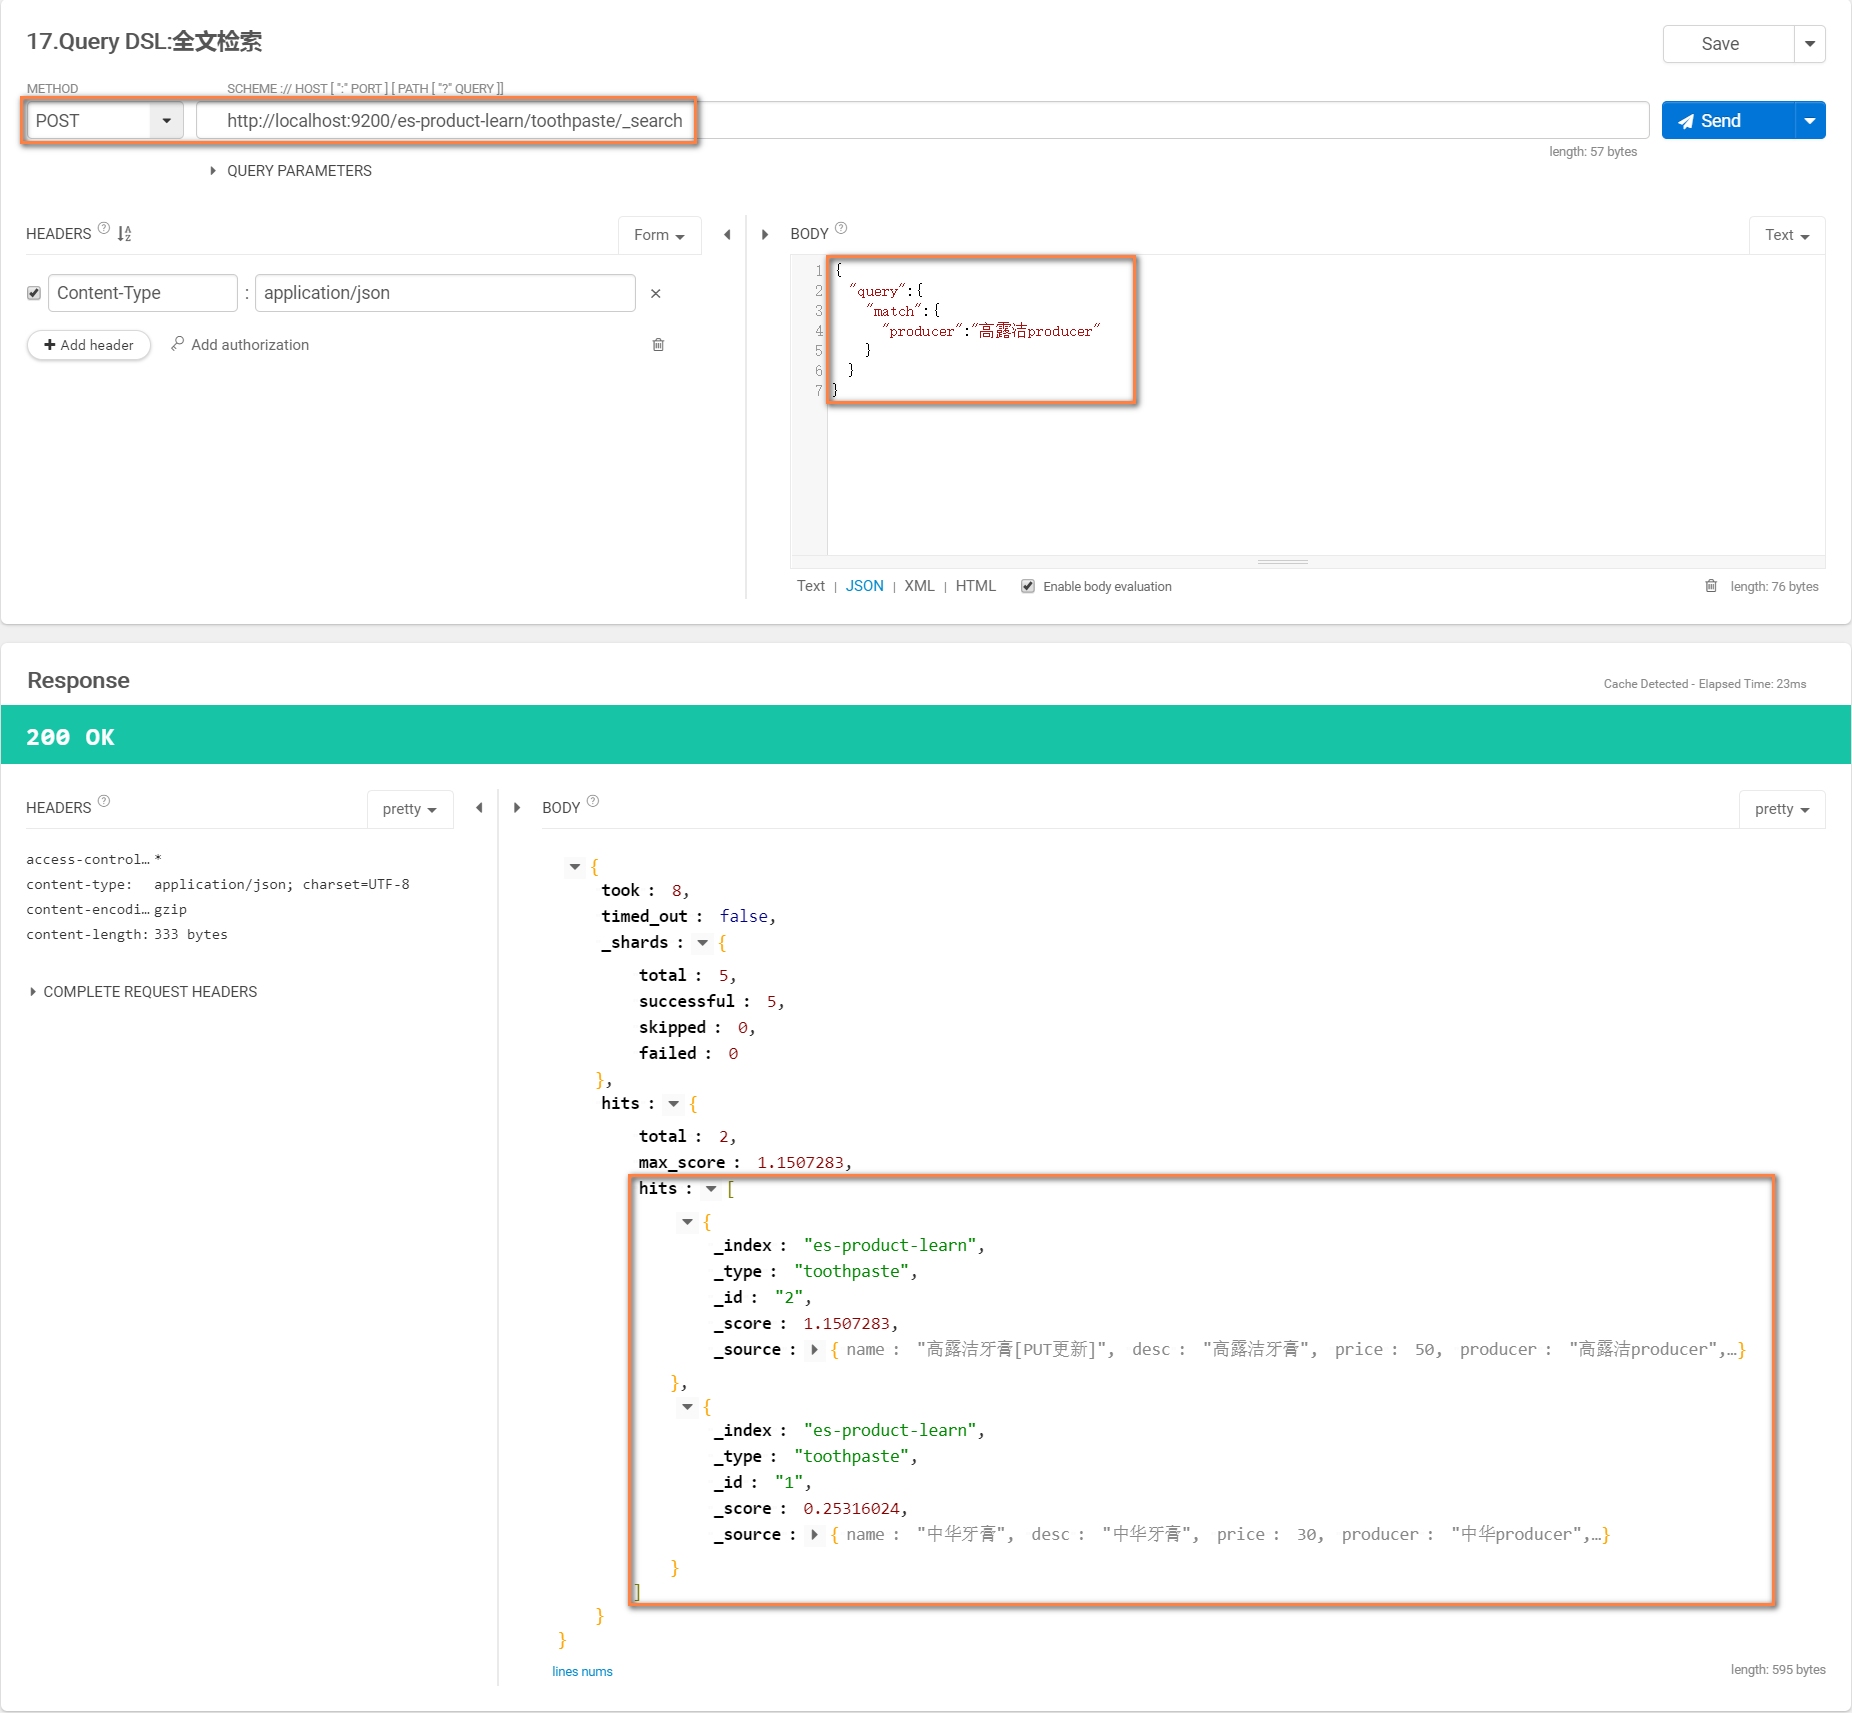 17.Query DSL:全文检索
Save
METHOD
SCHEME :// HOST [ ":" PORT ] [ PATH [ "?" QUERY ]]
POST
http://localhost:9200/es-product-learn/toothpaste/_search
Send
length: 57 bytes
QUERY PARAMETERS
HEADERS
Form
BODY
Text
Content-Type : application/json
Add header
Add authorization
1 {
2 "query":{
3 "match":{
4 "producer":"高露洁producer"
5 }
6 }
7 }
Text | JSON | XML | HTML
Enable body evaluation
length: 76 bytes
Response
Cache Detected - Elapsed Time: 23ms
200 OK
HEADERS
pretty
BODY
pretty
access-control… *
content-type: application/json; charset=UTF-8
content-encodi… gzip
content-length: 333 bytes
COMPLETE REQUEST HEADERS
{
took : 8,
timed_out : false,
_shards : {
total : 5,
successful : 5,
skipped : 0,
failed : 0
},
hits : {
total : 2,
max_score : 1.1507283,
hits : [
{
_index : "es-product-learn",
_type : "toothpaste",
_id : "2",
_score : 1.1507283,
_source : { name : "高露洁牙膏[PUT更新]", desc : "高露洁牙膏", price : 50, producer : "高露洁producer",…}
},
{
_index : "es-product-learn",
_type : "toothpaste",
_id : "1",
_score : 0.25316024,
_source : { name : "中华牙膏", desc : "中华牙膏", price : 30, producer : "中华producer",…}
}
]
}
}
lines nums
length: 595 bytes